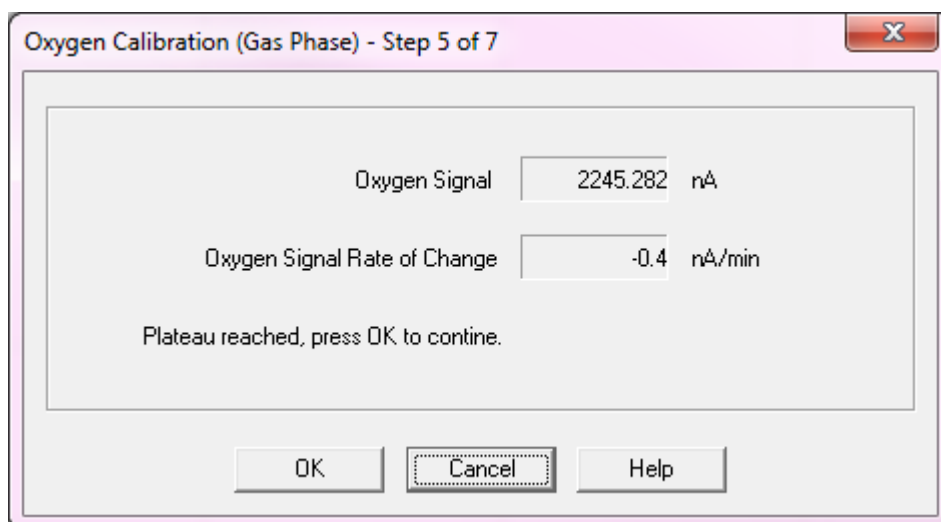 Oxygen Calibration (Gas Phase) - Step 5 of 7
Oxygen Signal 2245.282 nA
Oxygen Signal Rate of Change -0.4 nA/min
Plateau reached, press OK to contine.
OK Cancel Help